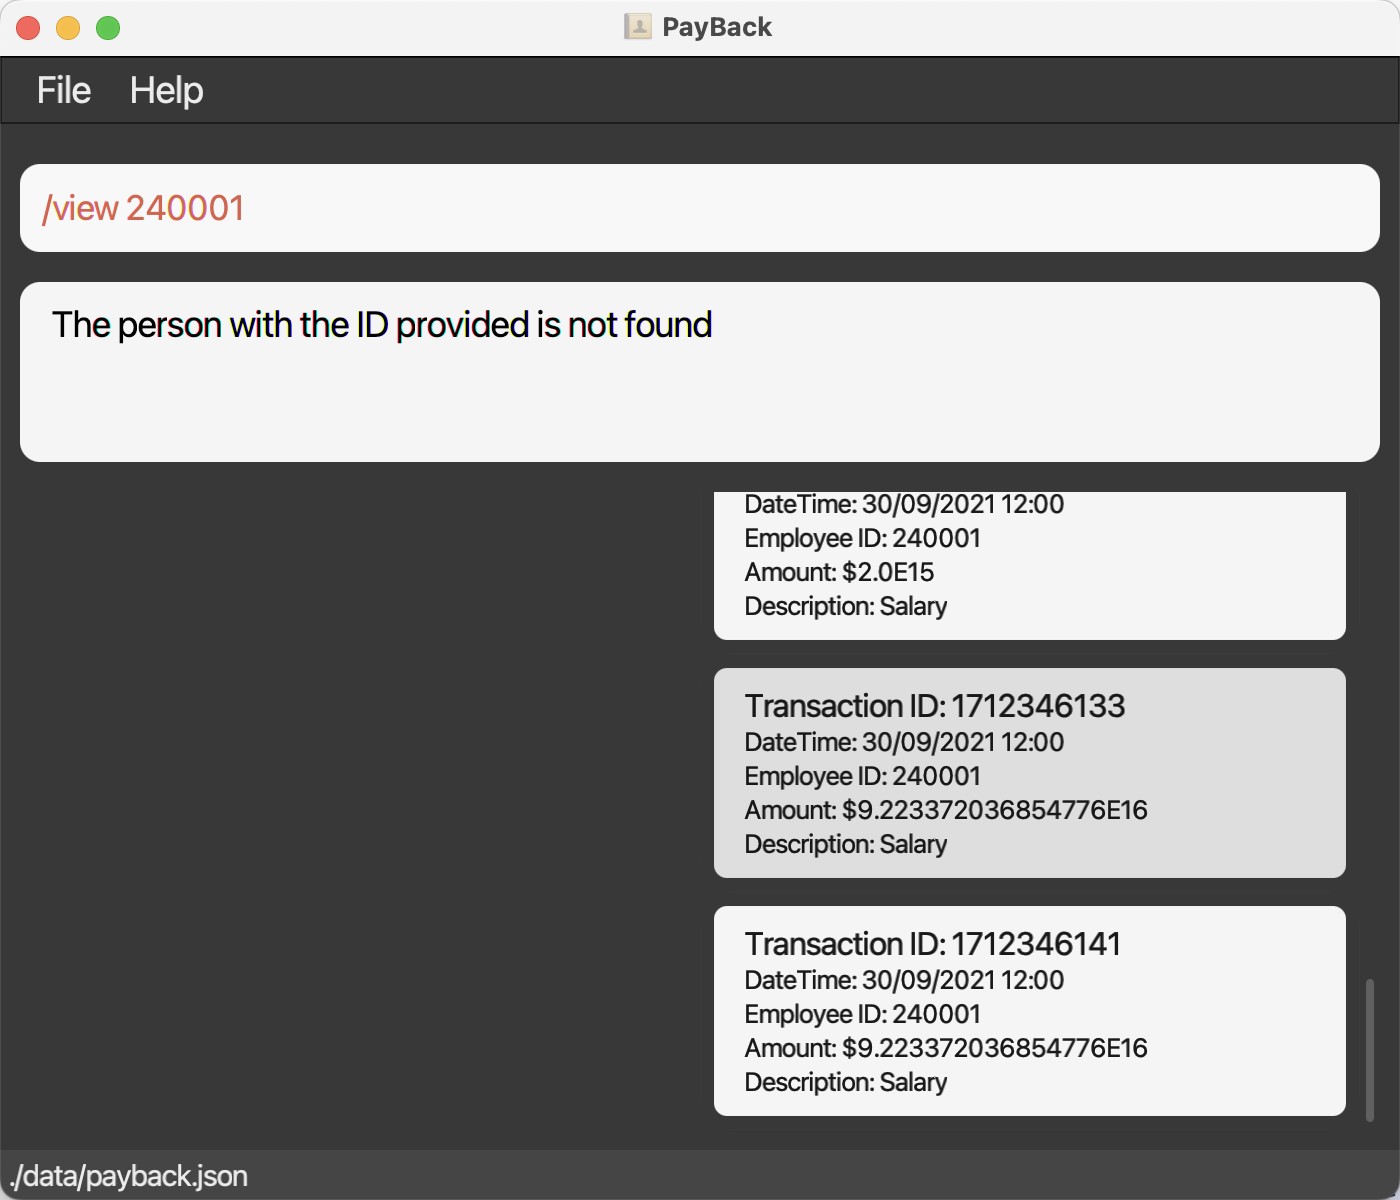 PayBack
File Help
/view 240001
The person with the ID provided is not found
DateTime: 30/09/2021 12:00
Employee ID: 240001
Amount: $2.0E15
Description: Salary
Transaction ID: 1712346133
DateTime: 30/09/2021 12:00
Employee ID: 240001
Amount: $9.223372036854776E16
Description: Salary
Transaction ID: 1712346141
DateTime: 30/09/2021 12:00
Employee ID: 240001
Amount: $9.223372036854776E16
Description: Salary
./data/payback.json